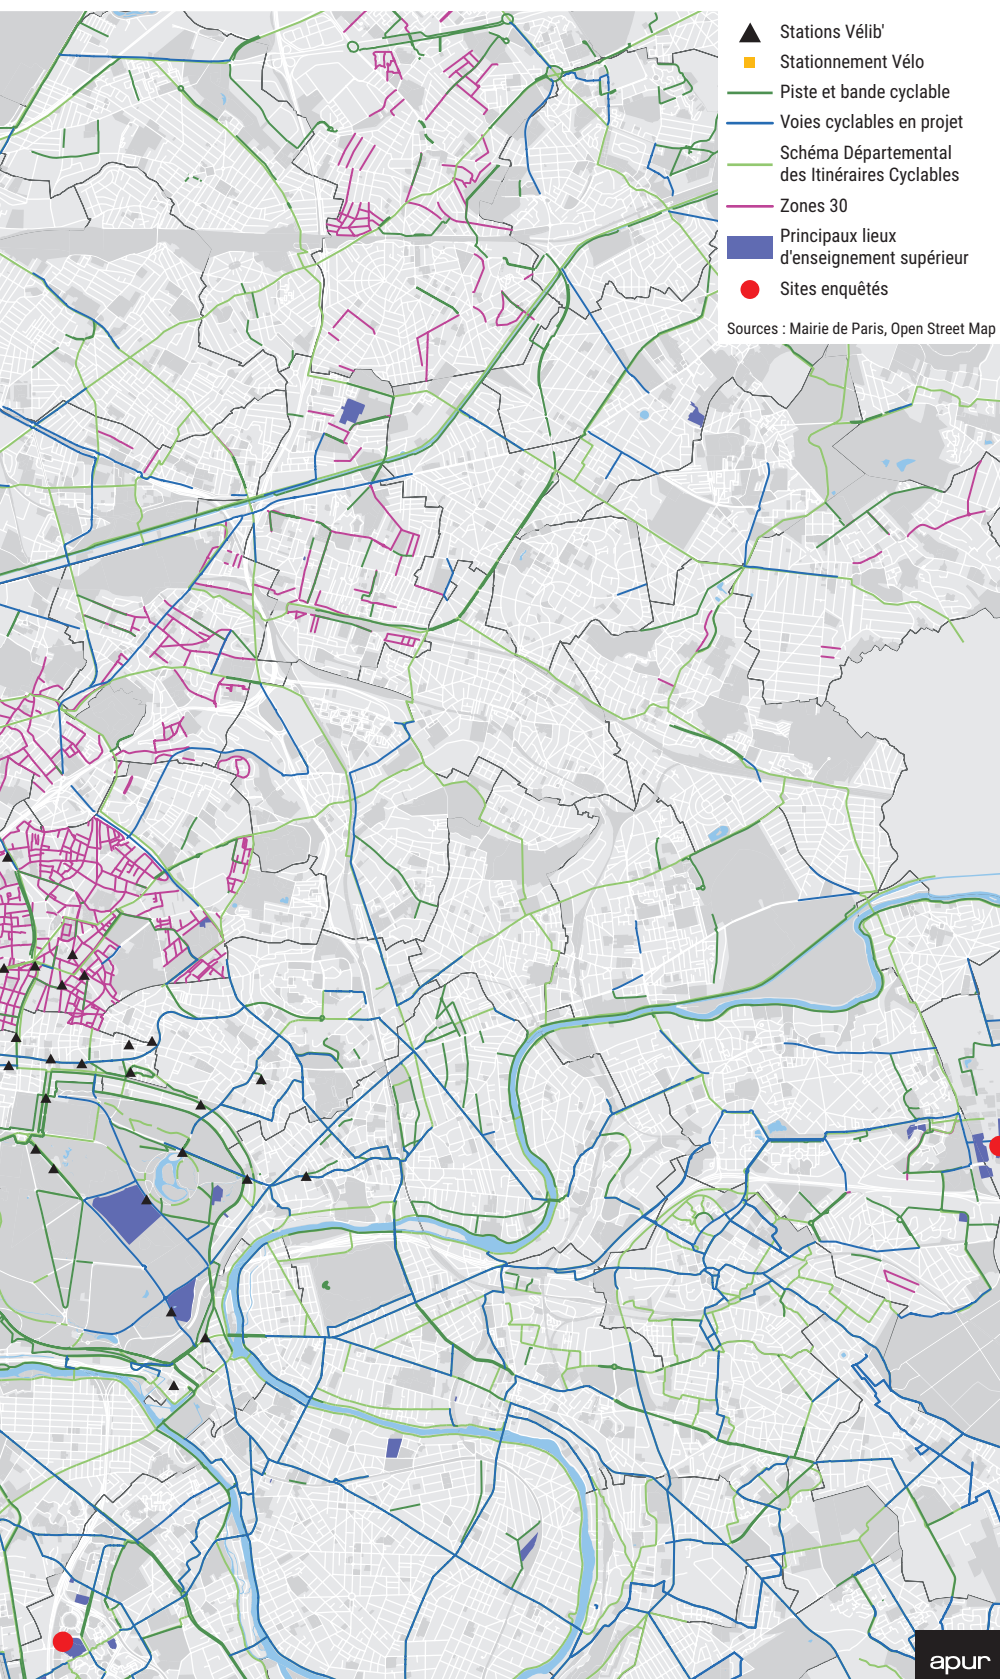 Stations Vélib'
Stationnement Vélo
Piste et bande cyclable
Voies cyclables en projet
Schéma Départemental
des Itinéraires Cyclables
Zones 30
Principaux lieux
d'enseignement supérieur
Sites enquêtés
Sources : Mairie de Paris, Open Street Map
apur